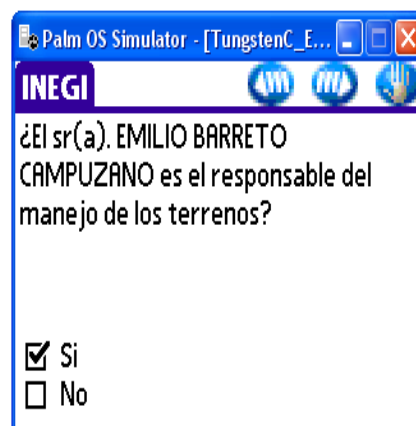 Palm OS Simulator - [TungstenC_E...
INEGI
¿El sr(a). EMILIO BARRETO
CAMPUZANO es el responsable del
manejo de los terrenos?
Si
No